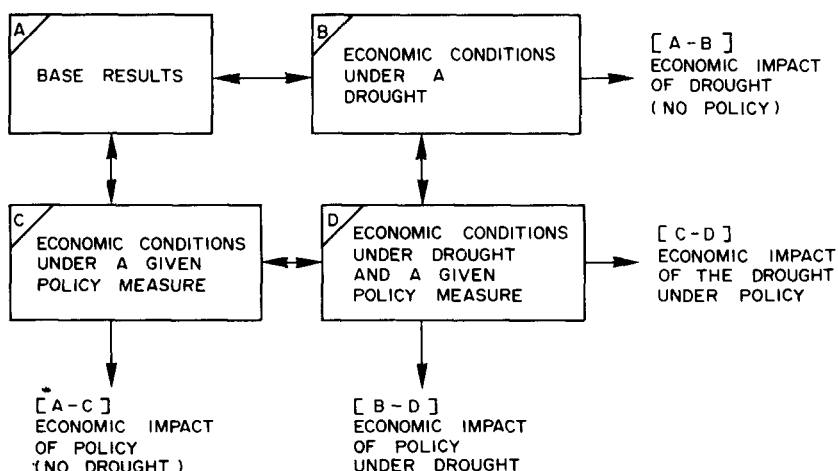 A
BASE RESULTS
B
ECONOMIC CONDITIONS
UNDER A
DROUGHT
[A-B]
ECONOMIC IMPACT
OF DROUGHT
(NO POLICY)
C
ECONOMIC CONDITIONS
UNDER A GIVEN
POLICY MEASURE
D
ECONOMIC CONDITIONS
UNDER DROUGHT
AND A GIVEN
POLICY MEASURE
[C-D]
ECONOMIC IMPACT
OF THE DROUGHT
UNDER POLICY
*
[A-C]
ECONOMIC IMPACT
OF POLICY
(NO DROUGHT)
[B-D]
ECONOMIC IMPACT
OF POLICY
UNDER DROUGHT